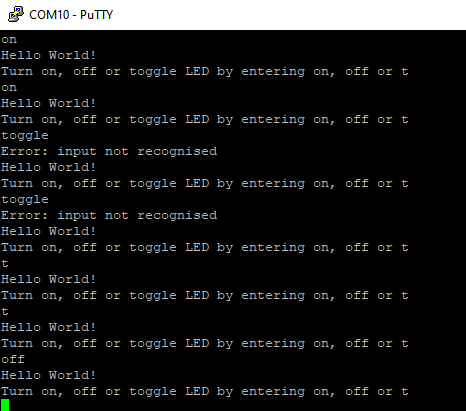 COM10 - PuTTY
on
Hello World!
Turn on, off or toggle LED by entering on, off or t
on
Hello World!
Turn on, off or toggle LED by entering on, off or t
toggle
Error: input not recognised
Hello World!
Turn on, off or toggle LED by entering on, off or t
toggle
Error: input not recognised
Hello World!
Turn on, off or toggle LED by entering on, off or t
t
Hello World!
Turn on, off or toggle LED by entering on, off or t
t
Hello World!
Turn on, off or toggle LED by entering on, off or t
off
Hello World!
Turn on, off or toggle LED by entering on, off or t